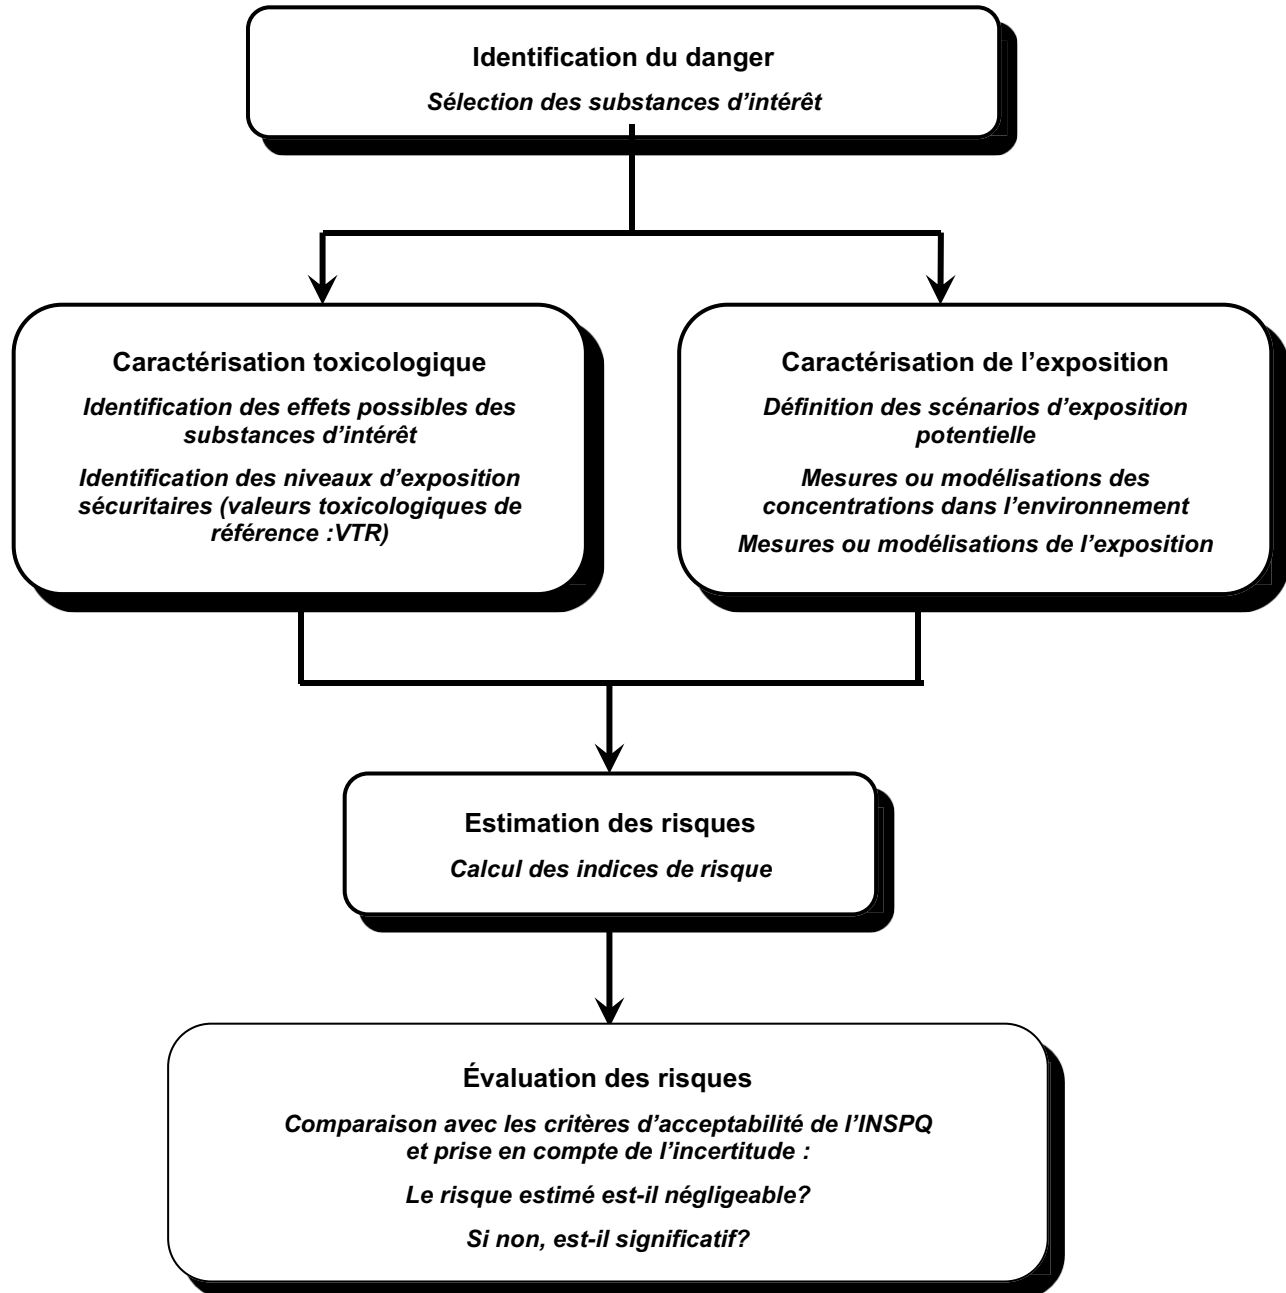 Identification du danger
Sélection des substances d’intérêt
Caractérisation toxicologique
Identification des effets possibles des
substances d’intérêt
Identification des niveaux d’exposition
sécuritaires (valeurs toxicologiques de
référence :VTR)
Caractérisation de l’exposition
Définition des scénarios d’exposition
potentielle
Mesures ou modélisations des
concentrations dans l’environnement
Mesures ou modélisations de l’exposition
Estimation des risques
Calcul des indices de risque
Évaluation des risques
Comparaison avec les critères d’acceptabilité de l’INSPQ
et prise en compte de l’incertitude :
Le risque estimé est-il négligeable?
Si non, est-il significatif?